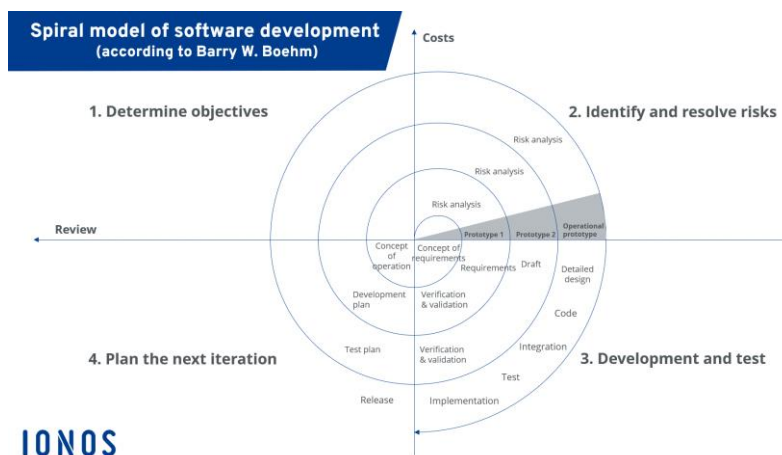 Spiral model of software development
(according to Barry W. Boehm)
Costs
1. Determine objectives
2. Identify and resolve risks
Risk analysis
Risk analysis
Risk analysis
Review
Prototype 1
Prototype 2
Operational
prototype
Concept
of
operation
Concept of
requirements
Requirements
Draft
Detailed
design
Development
plan
Verification
& validation
Code
Test plan
Verification
& validation
Integration
4. Plan the next iteration
3. Development and test
Test
Release
Implementation
IONOS